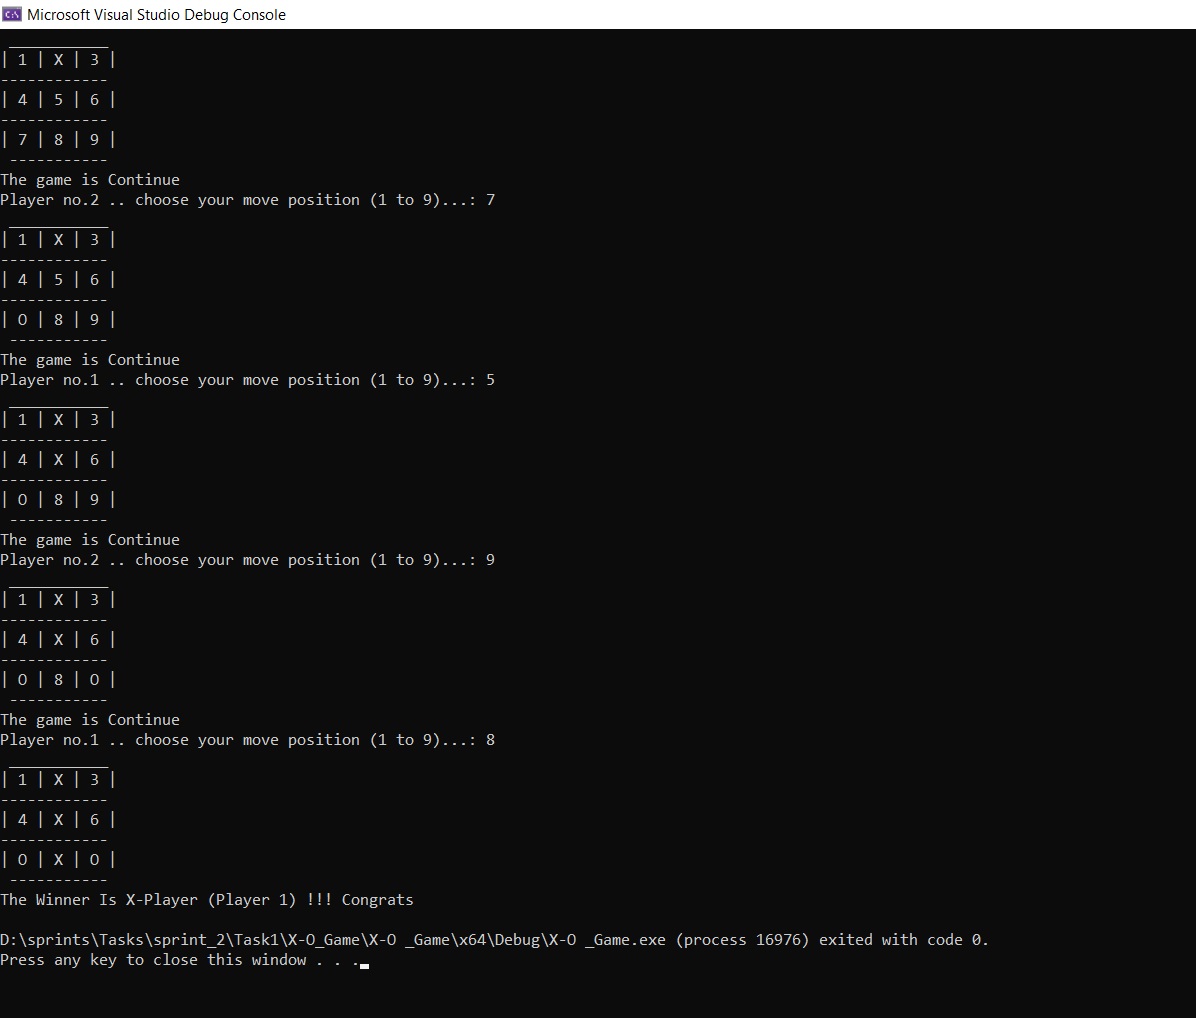 Microsoft Visual Studio Debug Console
 ___________
| 1 | X | 3 |
------------
| 4 | 5 | 6 |
------------
| 7 | 8 | 9 |
 -----------
The game is Continue
Player no.2 .. choose your move position (1 to 9)...: 7
 ___________
| 1 | X | 3 |
------------
| 4 | 5 | 6 |
------------
| O | 8 | 9 |
 -----------
The game is Continue
Player no.1 .. choose your move position (1 to 9)...: 5
 ___________
| 1 | X | 3 |
------------
| 4 | X | 6 |
------------
| O | 8 | 9 |
 -----------
The game is Continue
Player no.2 .. choose your move position (1 to 9)...: 9
 ___________
| 1 | X | 3 |
------------
| 4 | X | 6 |
------------
| O | 8 | O |
 -----------
The game is Continue
Player no.1 .. choose your move position (1 to 9)...: 8
 ___________
| 1 | X | 3 |
------------
| 4 | X | 6 |
------------
| O | X | O |
 -----------
The Winner Is X-Player (Player 1) !!! Congrats

D:\sprints\Tasks\sprint_2\Task1\X-O_Game\X-O _Game\x64\Debug\X-O _Game.exe (process 16976) exited with code 0.
Press any key to close this window . . .